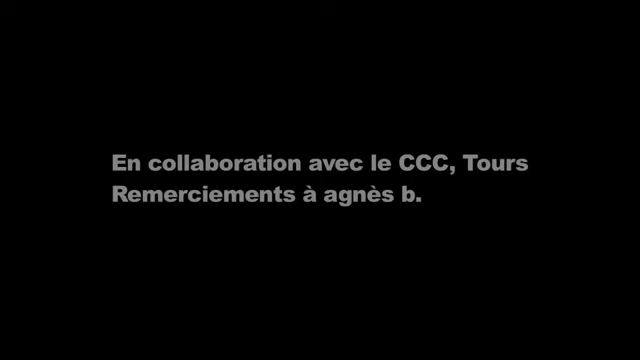 En collaboration avec le CCC, Tours
Remerciements à agnès b.